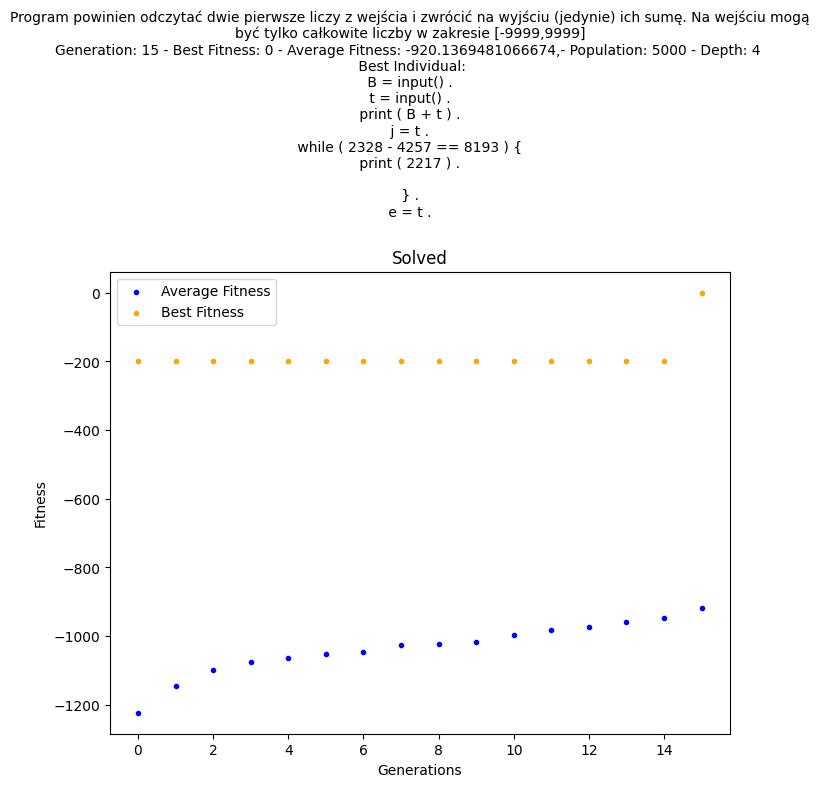 Program powinien odczytać dwie pierwsze liczy z wejścia i zwrócić na wyjściu (jedynie) ich sumę. Na wejściu mogą
być tylko całkowite liczby w zakresie [-9999,9999]
Generation: 15 - Best Fitness: 0 - Average Fitness: -920.1369481066674,- Population: 5000 - Depth: 4
Best Individual:
B = input() .
t = input() .
print ( B + t ) .
j = t .
while ( 2328 - 4257 == 8193 ) {
print ( 2217 ) .
} .
e = t .
Solved
Average Fitness
Best Fitness
0
−200
−400
−600
−800
−1000
−1200
Fitness
0 2 4 6 8 10 12 14
Generations